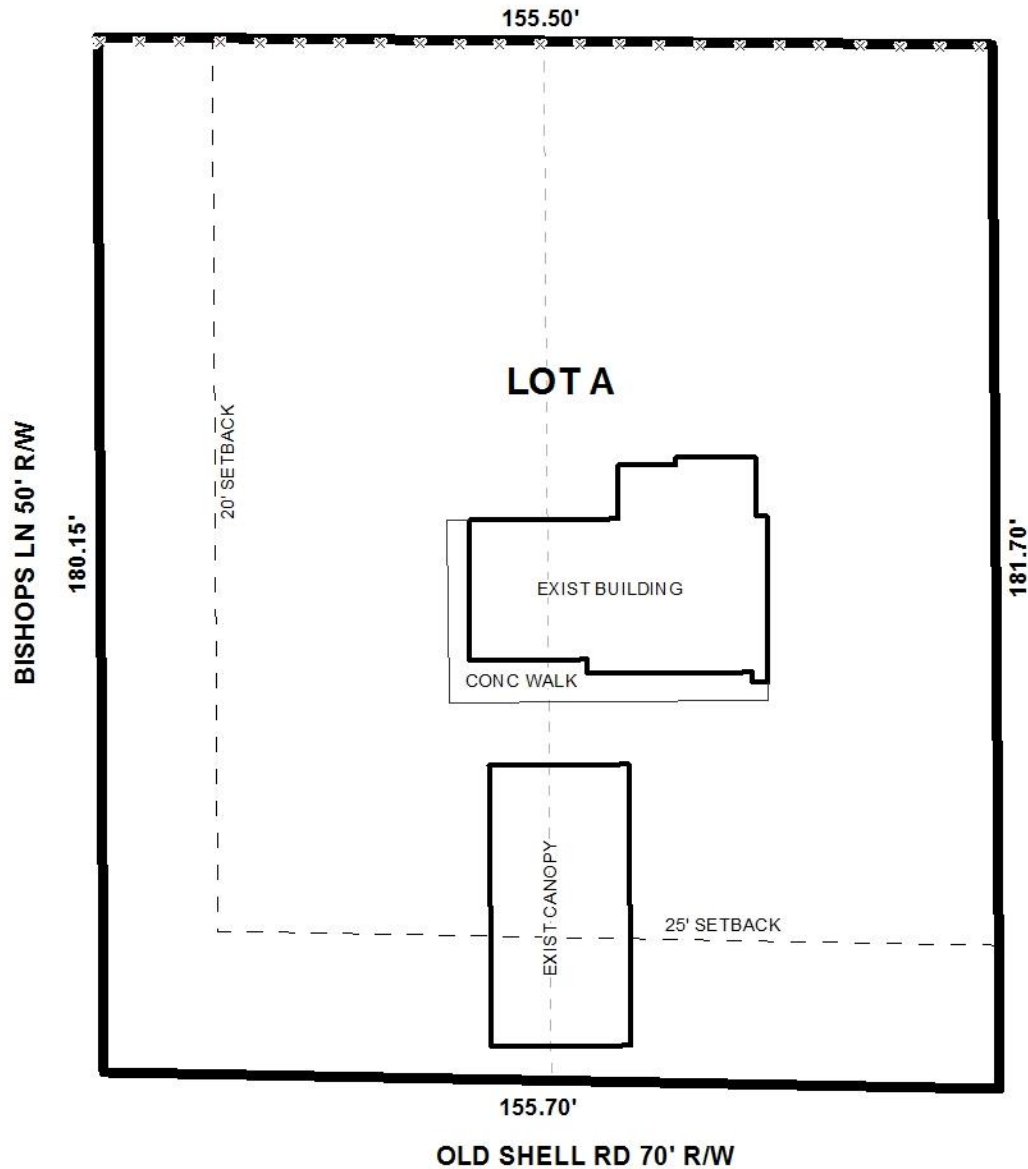 155.50'
LOT A
20' SETBACK
BISHOPS LN 50' R/W
180.15'
181.70'
EXIST BUILDING
CONC WALK
EXIST CANOPY
25' SETBACK
155.70'
OLD SHELL RD 70' R/W